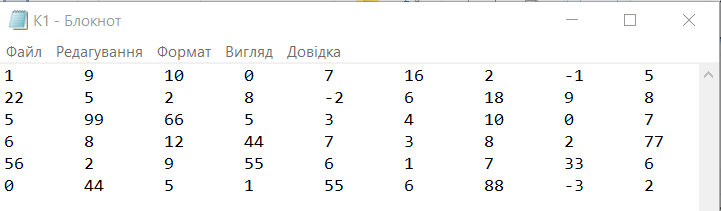 К1 - Блокнот
Файл Редагування Формат Вигляд Довідка
1 9 10 0 7 16 2 -1 5
22 5 2 8 -2 6 18 9 8
5 99 66 5 3 4 10 0 7
6 8 12 44 7 3 8 2 77
56 2 9 55 6 1 7 33 6
0 44 5 1 55 6 88 -3 2